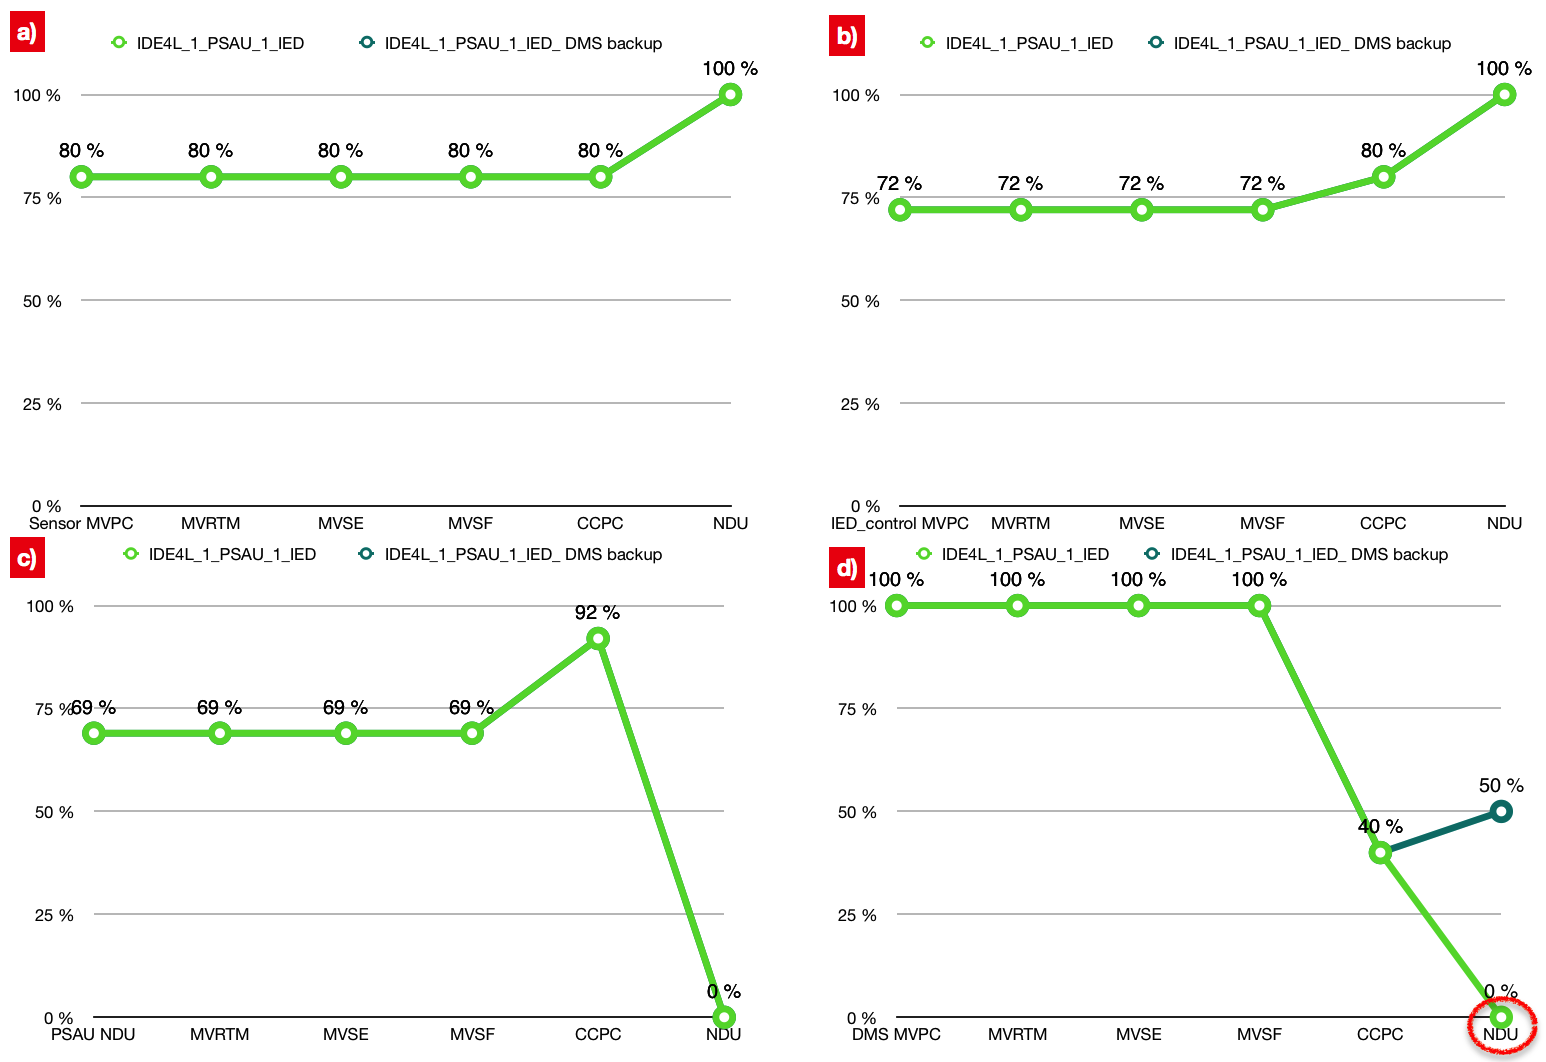 a)
IDE4L_1_PSAU_1_IED
IDE4L_1_PSAU_1_IED_ DMS backup
100 %
100 %
80 % 80 % 80 % 80 % 80 %
75 %
50 %
25 %
0 %
Sensor MVPC MVRTM MVSE MVSF CCPC NDU
b)
IDE4L_1_PSAU_1_IED
IDE4L_1_PSAU_1_IED_ DMS backup
100 %
100 %
80 %
72 % 72 % 72 % 72 %
75 %
50 %
25 %
0 %
IED_control MVPC MVRTM MVSE MVSF CCPC NDU
c)
IDE4L_1_PSAU_1_IED
IDE4L_1_PSAU_1_IED_ DMS backup
100 %
92 %
75 %
69 % 69 % 69 % 69 %
50 %
25 %
0 %
0 %
PSAU NDU MVRTM MVSE MVSF CCPC NDU
d)
IDE4L_1_PSAU_1_IED
IDE4L_1_PSAU_1_IED_ DMS backup
100 % 100 % 100 % 100 %
100 %
75 %
50 %
50 %
40 %
25 %
0 %
0 %
DMS MVPC MVRTM MVSE MVSF CCPC NDU